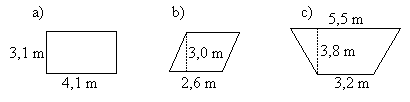 a)
3,1 m
4,1 m
b)
3,0 m
2,6 m
c)
5,5 m
3,8 m
3,2 m